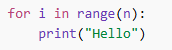 for i in range(n):
    print("Hello")